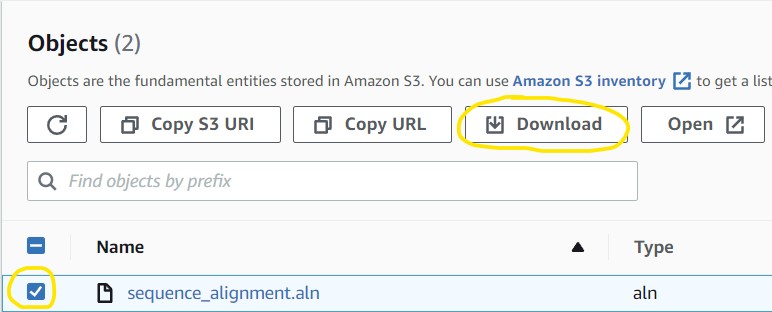 Objects (2)
Objects are the fundamental entities stored in Amazon S3. You can use Amazon S3 inventory to get a list
Copy S3 URI Copy URL Download Open
Find objects by prefix
Name Type
sequence_alignment.aln aln